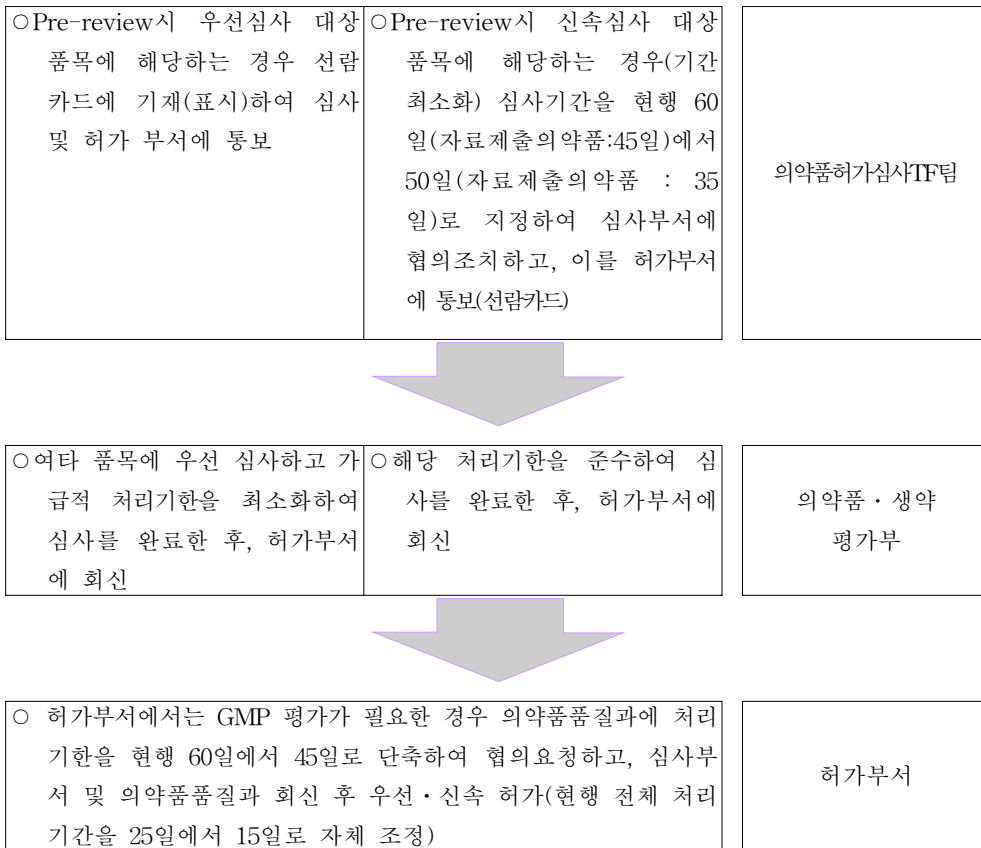 ○Pre-review시 우선심사 대상
품목에 해당하는 경우 선람
카드에 기재(표시)하여 심사
및 허가 부서에 통보
○Pre-review시 신속심사 대상
품목에 해당하는 경우(기간
최소화) 심사기간을 현행 60
일(자료제출의약품:45일)에서
50일(자료제출의약품 : 35
일)로 지정하여 심사부서에
협의조치하고, 이를 허가부서
에 통보(선람카드)
의약품허가심사TF팀
○여타 품목에 우선 심사하고 가
급적 처리기한을 최소화하여
심사를 완료한 후, 허가부서
에 회신
○해당 처리기한을 준수하여 심
사를 완료한 후, 허가부서에
회신
의약품・생약
평가부
○ 허가부서에서는 GMP 평가가 필요한 경우 의약품품질과에 처리
기한을 현행 60일에서 45일로 단축하여 협의요청하고, 심사부
서 및 의약품품질과 회신 후 우선・신속 허가(현행 전체 처리
기간을 25일에서 15일로 자체 조정)
허가부서